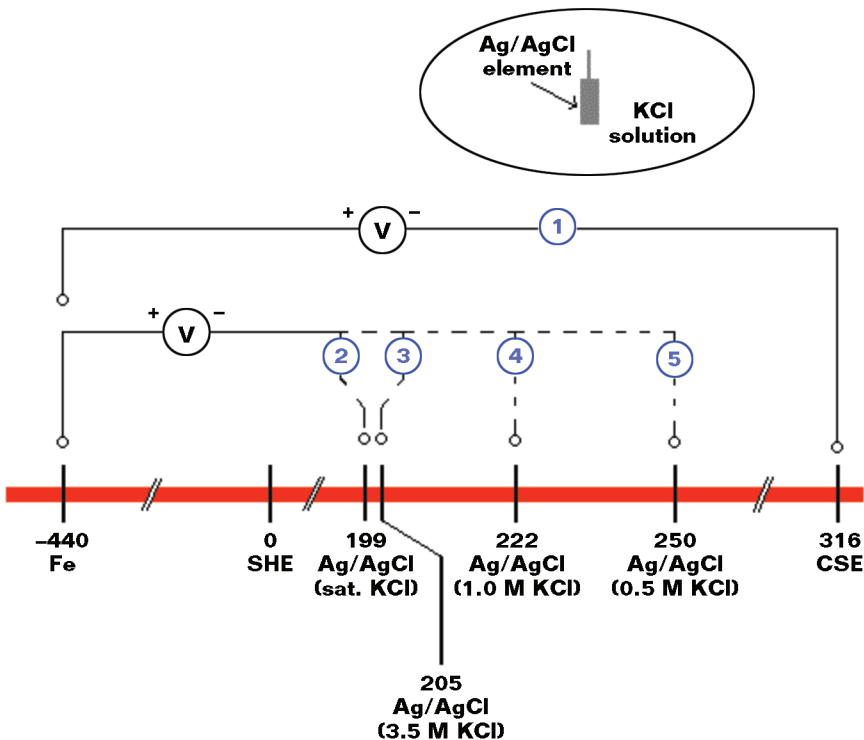 Ag/AgCl
element
KCl
solution
+ V − 1
+ V −
2 3 4 5
–440
Fe
0
SHE
199
Ag/AgCl
(sat. KCl)
222
Ag/AgCl
(1.0 M KCl)
250
Ag/AgCl
(0.5 M KCl)
316
CSE
205
Ag/AgCl
(3.5 M KCl)